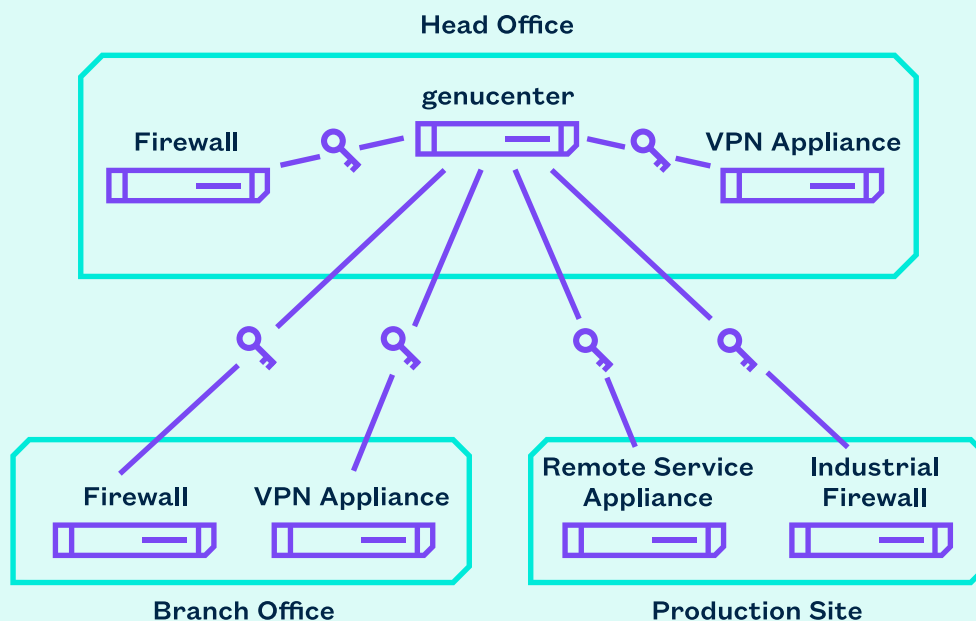 Head Office
genucenter
Firewall
VPN Appliance
Firewall
VPN Appliance
Remote Service
Appliance
Industrial
Firewall
Branch Office
Production Site